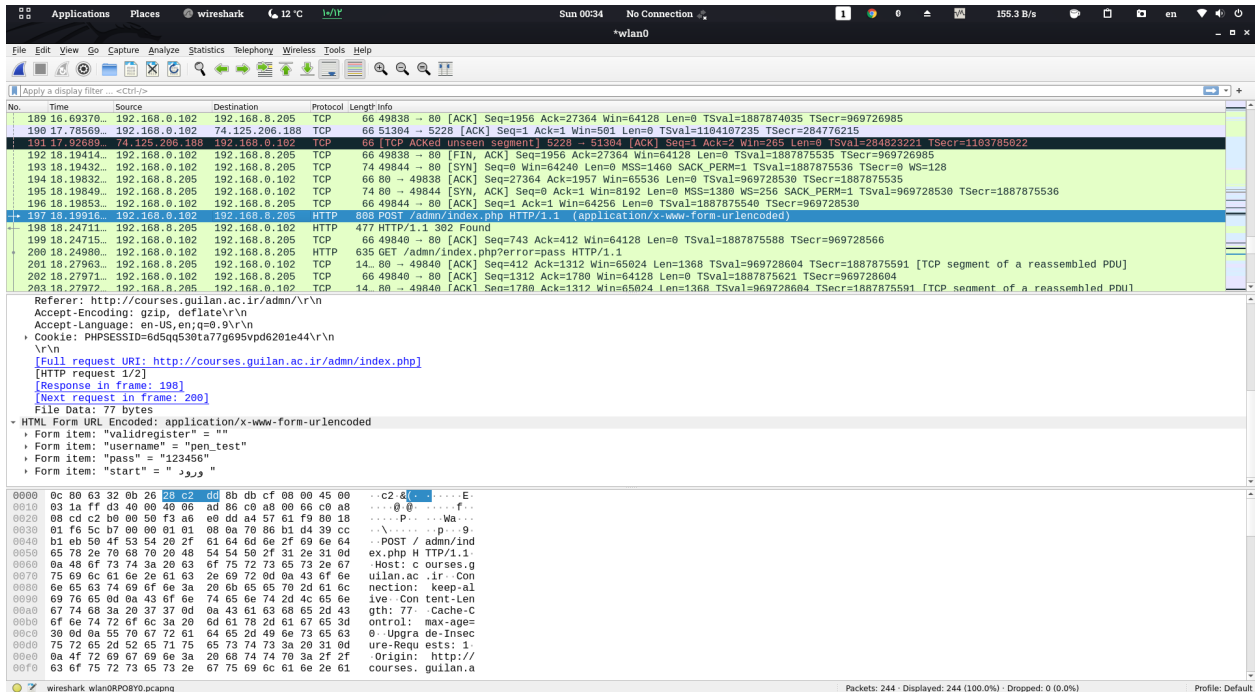 Applications Places wireshark 12 °C ۱۰/۱۲ Sun 00:34 No Connection 1 0 155.3 B/s en
*wlan0
File Edit View Go Capture Analyze Statistics Telephony Wireless Tools Help
Apply a display filter ... <Ctrl-/>
No. Time Source Destination Protocol Length Info
189 16.69370… 192.168.0.102 192.168.8.205 TCP 66 49838 → 80 [ACK] Seq=1956 Ack=27364 Win=64128 Len=0 TSval=1887874035 TSecr=969726985
190 17.78569… 192.168.0.102 74.125.206.188 TCP 66 51304 → 5228 [ACK] Seq=1 Ack=1 Win=501 Len=0 TSval=1104107235 TSecr=284776215
191 17.92689… 74.125.206.188 192.168.0.102 TCP 66 [TCP ACKed unseen segment] 5228 → 51304 [ACK] Seq=1 Ack=2 Win=265 Len=0 TSval=284823221 TSecr=1103785022
192 18.19414… 192.168.0.102 192.168.8.205 TCP 66 49838 → 80 [FIN, ACK] Seq=1956 Ack=27364 Win=64128 Len=0 TSval=1887875535 TSecr=969726985
193 18.19432… 192.168.0.102 192.168.8.205 TCP 74 49844 → 80 [SYN] Seq=0 Win=64240 Len=0 MSS=1460 SACK_PERM=1 TSval=1887875536 TSecr=0 WS=128
194 18.19832… 192.168.8.205 192.168.0.102 TCP 66 80 → 49838 [ACK] Seq=27364 Ack=1957 Win=65536 Len=0 TSval=969728530 TSecr=1887875535
195 18.19849… 192.168.8.205 192.168.0.102 TCP 74 80 → 49844 [SYN, ACK] Seq=0 Ack=1 Win=8192 Len=0 MSS=1380 WS=256 SACK_PERM=1 TSval=969728530 TSecr=1887875536
196 18.19853… 192.168.0.102 192.168.8.205 TCP 66 49844 → 80 [ACK] Seq=1 Ack=1 Win=64256 Len=0 TSval=1887875540 TSecr=969728530
197 18.19916… 192.168.0.102 192.168.8.205 HTTP 808 POST /admn/index.php HTTP/1.1 (application/x-www-form-urlencoded)
198 18.24711… 192.168.8.205 192.168.0.102 HTTP 477 HTTP/1.1 302 Found
199 18.24715… 192.168.0.102 192.168.8.205 TCP 66 49840 → 80 [ACK] Seq=743 Ack=412 Win=64128 Len=0 TSval=1887875588 TSecr=969728566
200 18.24980… 192.168.0.102 192.168.8.205 HTTP 635 GET /admn/index.php?error=pass HTTP/1.1
201 18.27963… 192.168.8.205 192.168.0.102 TCP 14… 80 → 49840 [ACK] Seq=412 Ack=1312 Win=65024 Len=1368 TSval=969728604 TSecr=1887875591 [TCP segment of a reassembled PDU]
202 18.27971… 192.168.0.102 192.168.8.205 TCP 66 49840 → 80 [ACK] Seq=1312 Ack=1780 Win=64128 Len=0 TSval=1887875621 TSecr=969728604
203 18.27972… 192.168.8.205 192.168.0.102 TCP 14… 80 → 49840 [ACK] Seq=1780 Ack=1312 Win=65024 Len=1368 TSval=969728604 TSecr=1887875591 [TCP segment of a reassembled PDU]
Referer: http://courses.guilan.ac.ir/admn/\r\n
Accept-Encoding: gzip, deflate\r\n
Accept-Language: en-US,en;q=0.9\r\n
Cookie: PHPSESSID=6d5qq530ta77g695vpd6201e44\r\n
\r\n
[Full request URI: http://courses.guilan.ac.ir/admn/index.php]
[HTTP request 1/2]
[Response in frame: 198]
[Next request in frame: 200]
File Data: 77 bytes
HTML Form URL Encoded: application/x-www-form-urlencoded
Form item: "validregister" = ""
Form item: "username" = "pen_test"
Form item: "pass" = "123456"
Form item: "start" = " ورود "
0000 0c 80 63 32 0b 26 28 c2 dd 8b db cf 08 00 45 00 ··c2·&(· ······E·
0010 03 1a ff d3 40 00 40 06 ad 86 c0 a8 00 66 c0 a8 ····@·@· ·····f··
0020 08 cd c2 b0 00 50 f3 a6 e0 dd a4 57 61 f9 80 18 ·····P·· ···Wa···
0030 01 f6 5c b7 00 00 01 01 08 0a 70 86 b1 d4 39 cc ··\····· ··p···9·
0040 b1 eb 50 4f 53 54 20 2f 61 64 6d 6e 2f 69 6e 64 ··POST / admn/ind
0050 65 78 2e 70 68 70 20 48 54 54 50 2f 31 2e 31 0d ex.php H TTP/1.1·
0060 0a 48 6f 73 74 3a 20 63 6f 75 72 73 65 73 2e 67 ·Host: c ourses.g
0070 75 69 6c 61 6e 2e 61 63 2e 69 72 0d 0a 43 6f 6e uilan.ac .ir··Con
0080 6e 65 63 74 69 6f 6e 3a 20 6b 65 65 70 2d 61 6c nection: keep-al
0090 69 76 65 0d 0a 43 6f 6e 74 65 6e 74 2d 4c 65 6e ive··Con tent-Len
00a0 67 74 68 3a 20 37 37 0d 0a 43 61 63 68 65 2d 43 gth: 77· ·Cache-C
00b0 6f 6e 74 72 6f 6c 3a 20 6d 61 78 2d 61 67 65 3d ontrol: max-age=
00c0 30 0d 0a 55 70 67 72 61 64 65 2d 49 6e 73 65 63 0··Upgra de-Insec
00d0 75 72 65 2d 52 65 71 75 65 73 74 73 3a 20 31 0d ure-Requ ests: 1·
00e0 0a 4f 72 69 67 69 6e 3a 20 68 74 74 70 3a 2f 2f ·Origin: http://
00f0 63 6f 75 72 73 65 73 2e 67 75 69 6c 61 6e 2e 61 courses. guilan.a
wireshark_wlan0RPO8Y0.pcapng Packets: 244 · Displayed: 244 (100.0%) · Dropped: 0 (0.0%) Profile: Default